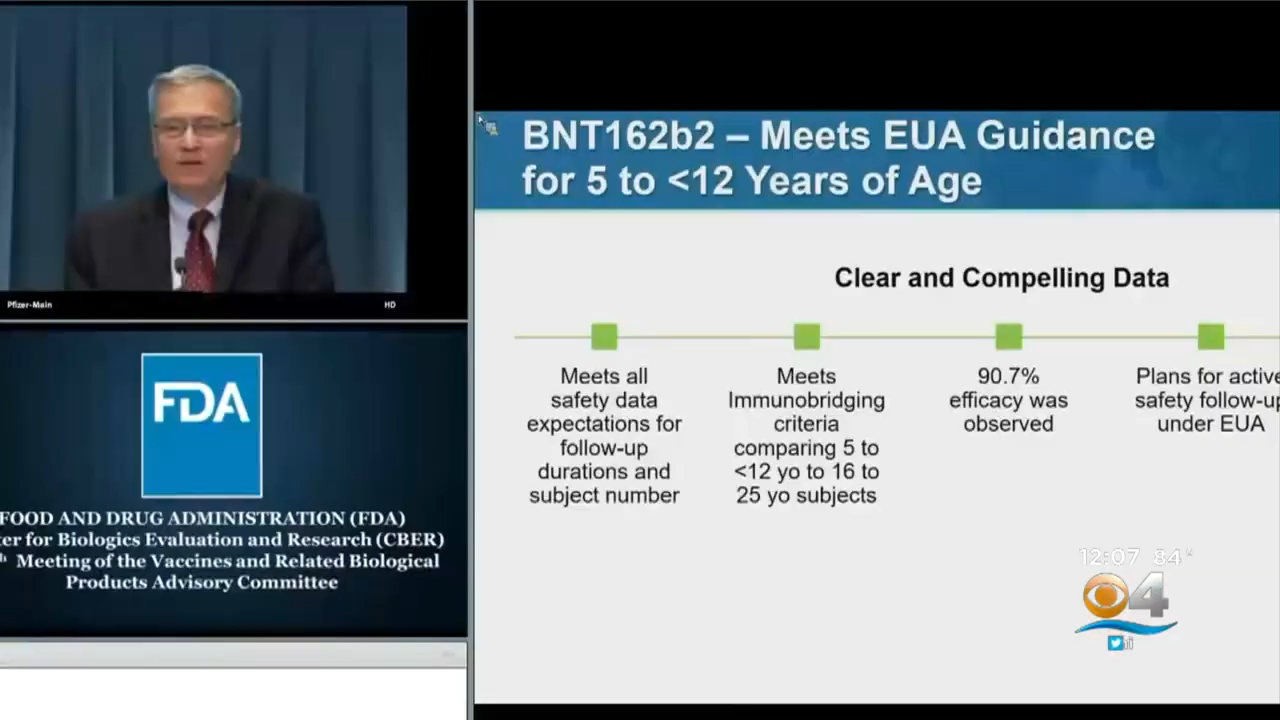 Pfizer-Main
HD
FDA
FOOD AND DRUG ADMINISTRATION (FDA)
er for Biologics Evaluation and Research (CBER)
h Meeting of the Vaccines and Related Biological
Products Advisory Committee
BNT162b2 – Meets EUA Guidance
for 5 to <12 Years of Age
Clear and Compelling Data
Meets all
safety data
expectations for
follow-up
durations and
subject number
Meets
Immunobridging
criteria
comparing 5 to
<12 yo to 16 to
25 yo subjects
90.7%
efficacy was
observed
Plans for active
safety follow-up
under EUA
12:07 84°
4